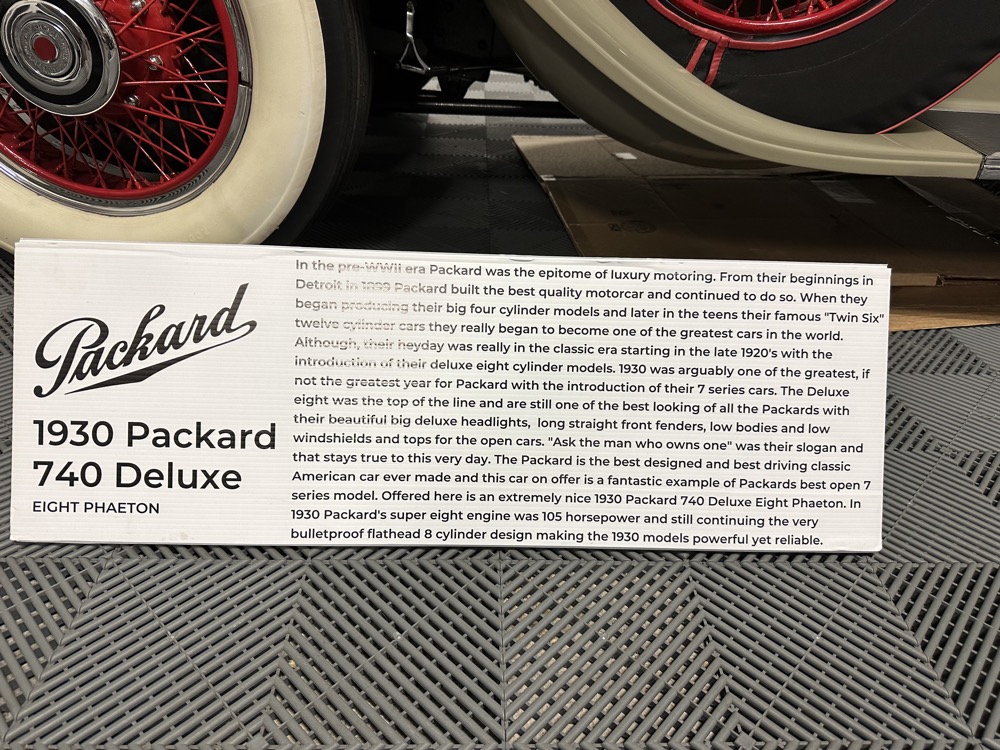 Packard
1930 Packard
740 Deluxe
EIGHT PHAETON
In the pre-WWII era Packard was the epitome of luxury motoring. From their beginnings in
Detroit in 1899 Packard built the best quality motorcar and continued to do so. When they
began producing their big four cylinder models and later in the teens their famous "Twin Six"
twelve cylinder cars they really began to become one of the greatest cars in the world.
Although, their heyday was really in the classic era starting in the late 1920's with the
introduction of their deluxe eight cylinder models. 1930 was arguably one of the greatest, if
not the greatest year for Packard with the introduction of their 7 series cars. The Deluxe
eight was the top of the line and are still one of the best looking of all the Packards with
their beautiful big deluxe headlights, long straight front fenders, low bodies and low
windshields and tops for the open cars. "Ask the man who owns one" was their slogan and
that stays true to this very day. The Packard is the best designed and best driving classic
American car ever made and this car on offer is a fantastic example of Packards best open 7
series model. Offered here is an extremely nice 1930 Packard 740 Deluxe Eight Phaeton. In
1930 Packard's super eight engine was 105 horsepower and still continuing the very
bulletproof flathead 8 cylinder design making the 1930 models powerful yet reliable.